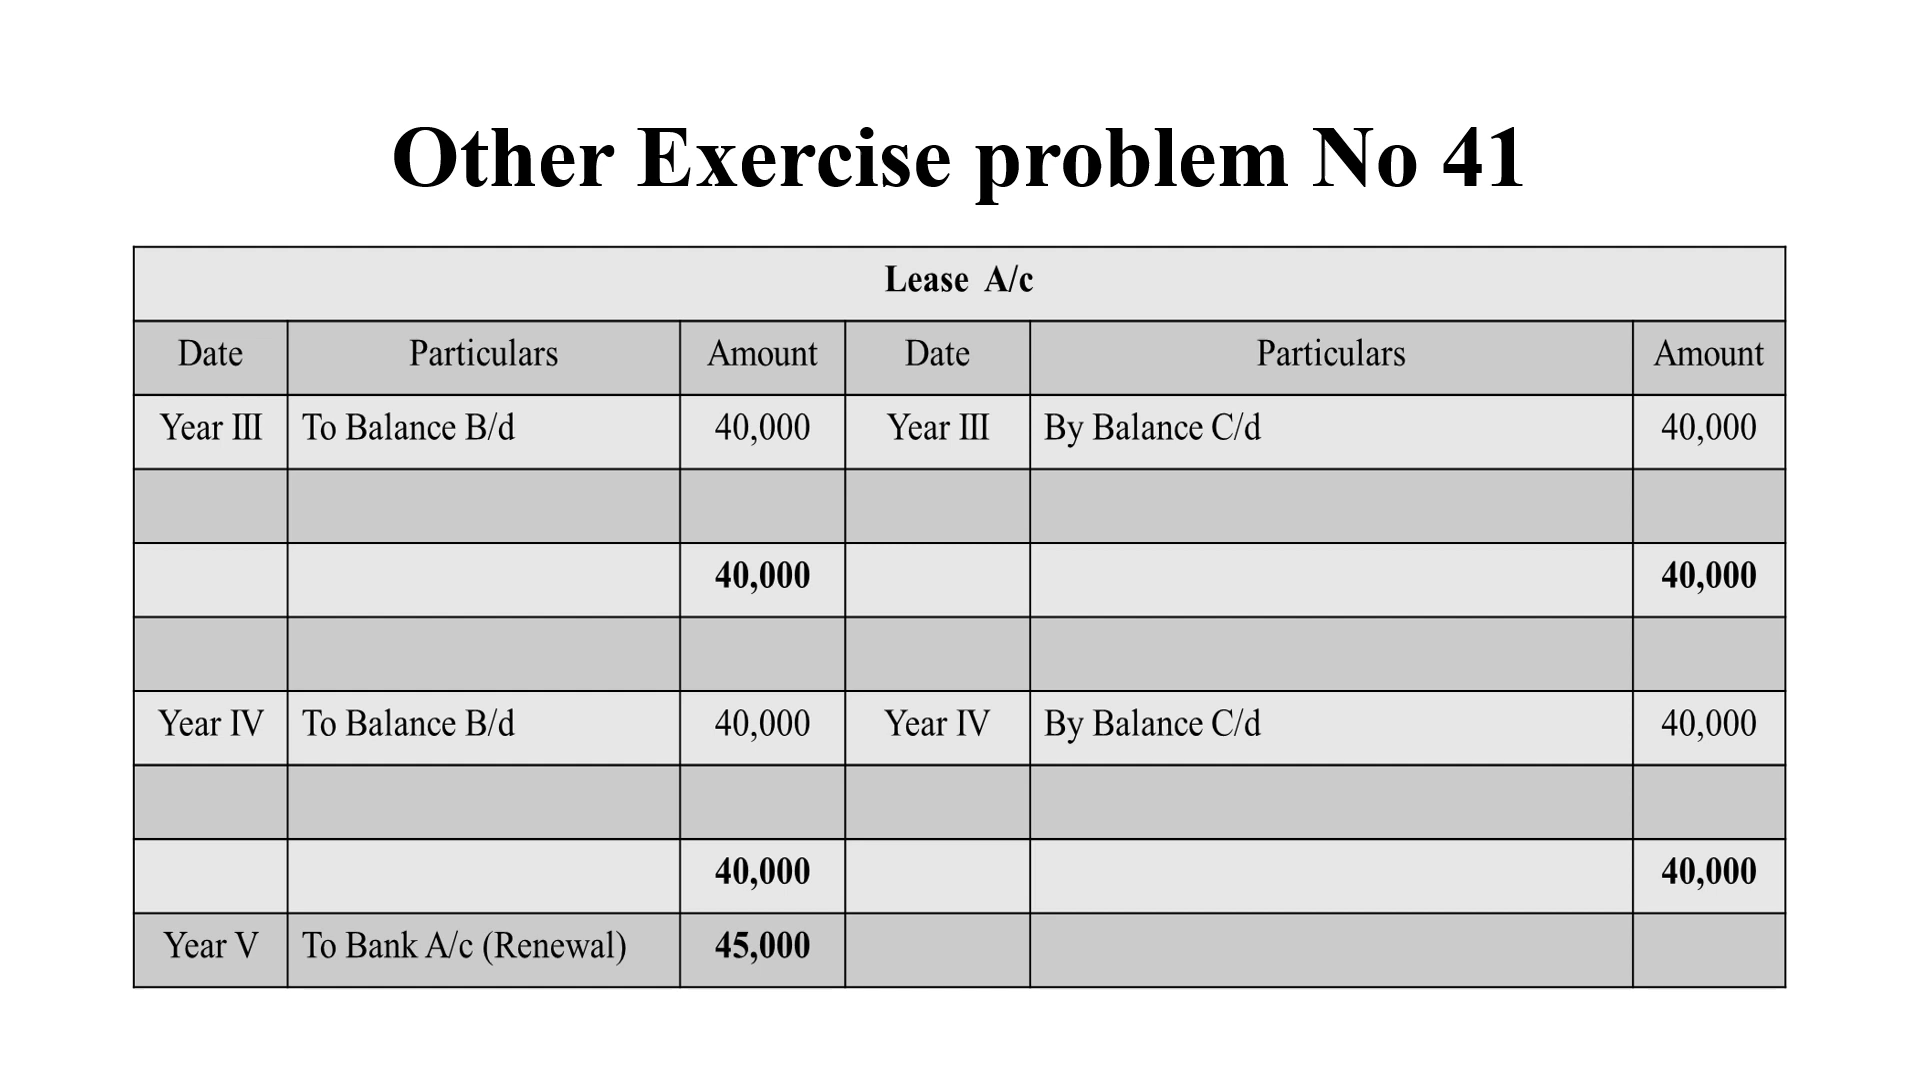 Other Exercise problem No 41
Lease A/c
Date Particulars Amount Date Particulars Amount
Year III To Balance B/d 40,000 Year III By Balance C/d 40,000
40,000 40,000
Year IV To Balance B/d 40,000 Year IV By Balance C/d 40,000
40,000 40,000
Year V To Bank A/c (Renewal) 45,000